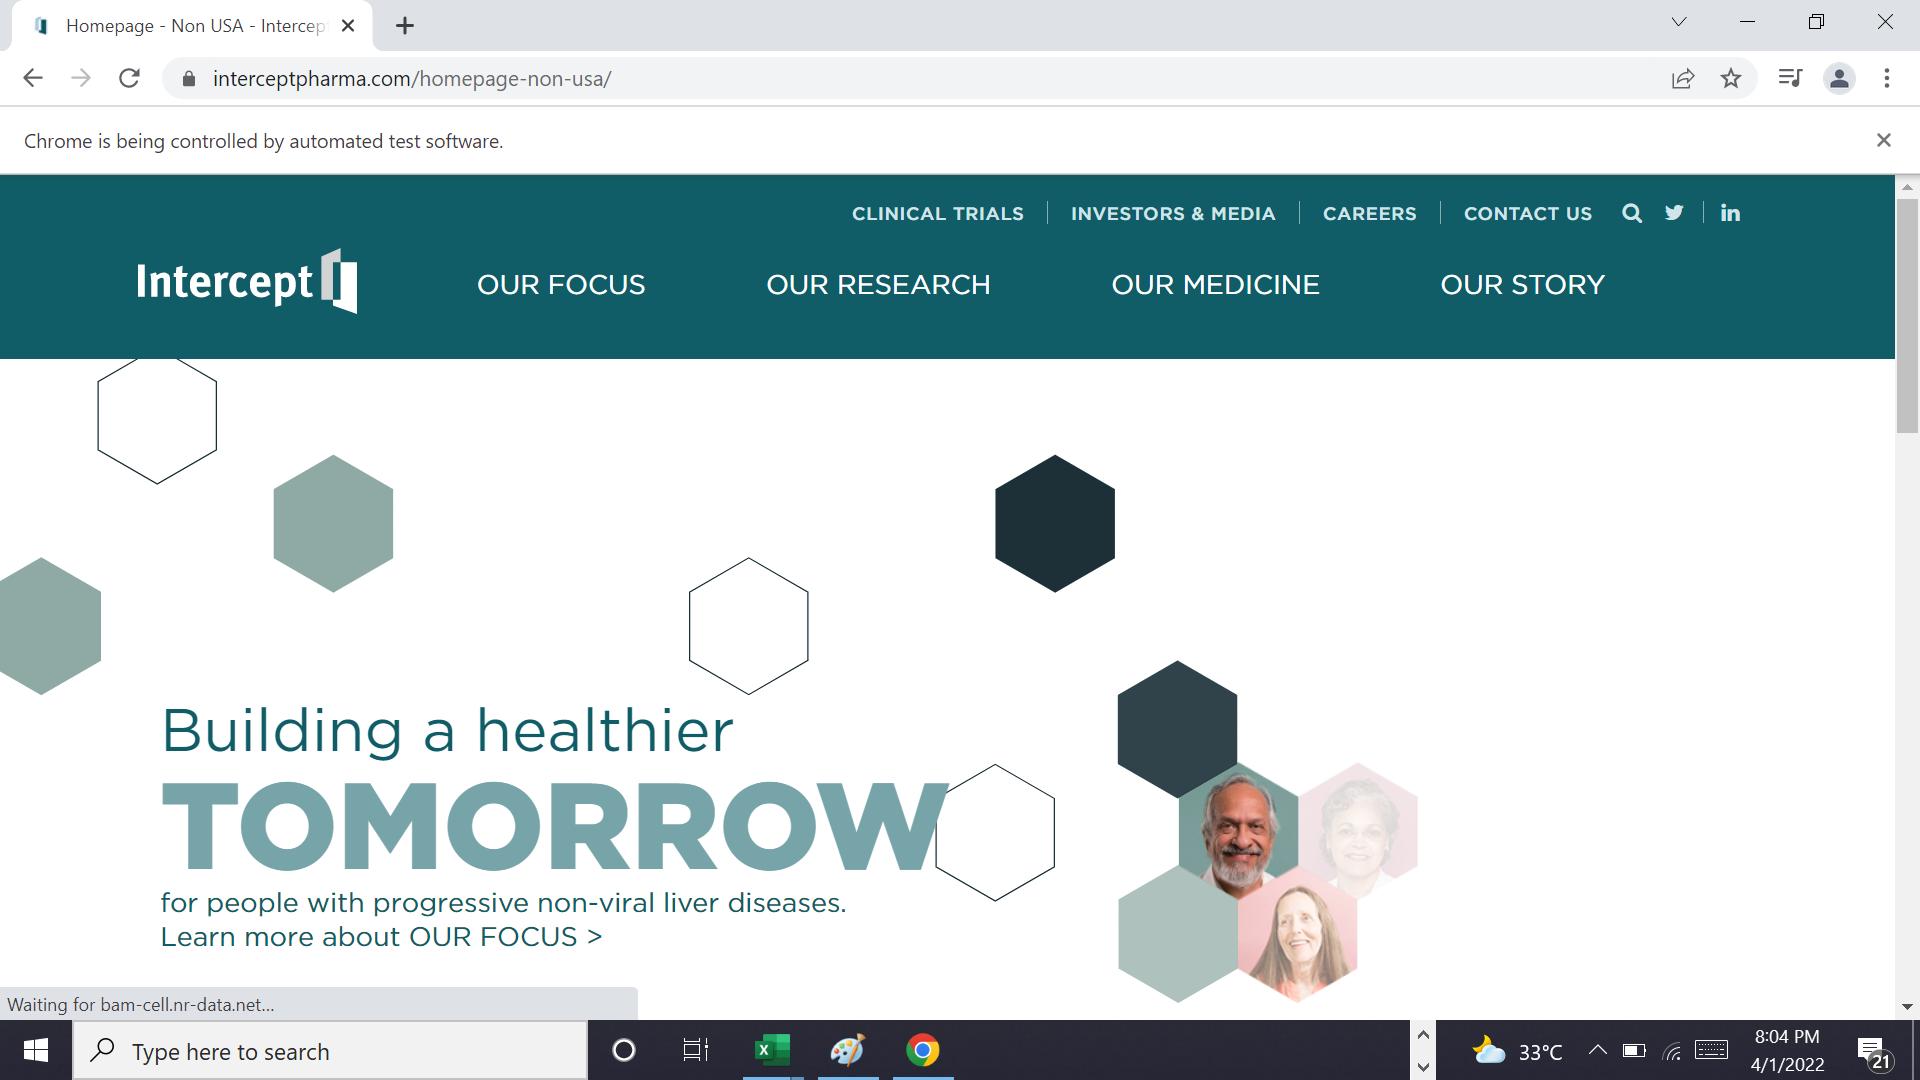 Homepage - Non USA - Intercep
interceptpharma.com/homepage-non-usa/
Chrome is being controlled by automated test software.
CLINICAL TRIALS
INVESTORS & MEDIA
CAREERS
CONTACT US
in
Intercept
OUR FOCUS
OUR RESEARCH
OUR MEDICINE
OUR STORY
Building a healthier
TOMORROW
for people with progressive non-viral liver diseases.
Learn more about OUR FOCUS >
Waiting for bam-cell.nr-data.net...
Type here to search
X
33°C
8:04 PM
4/1/2022
21